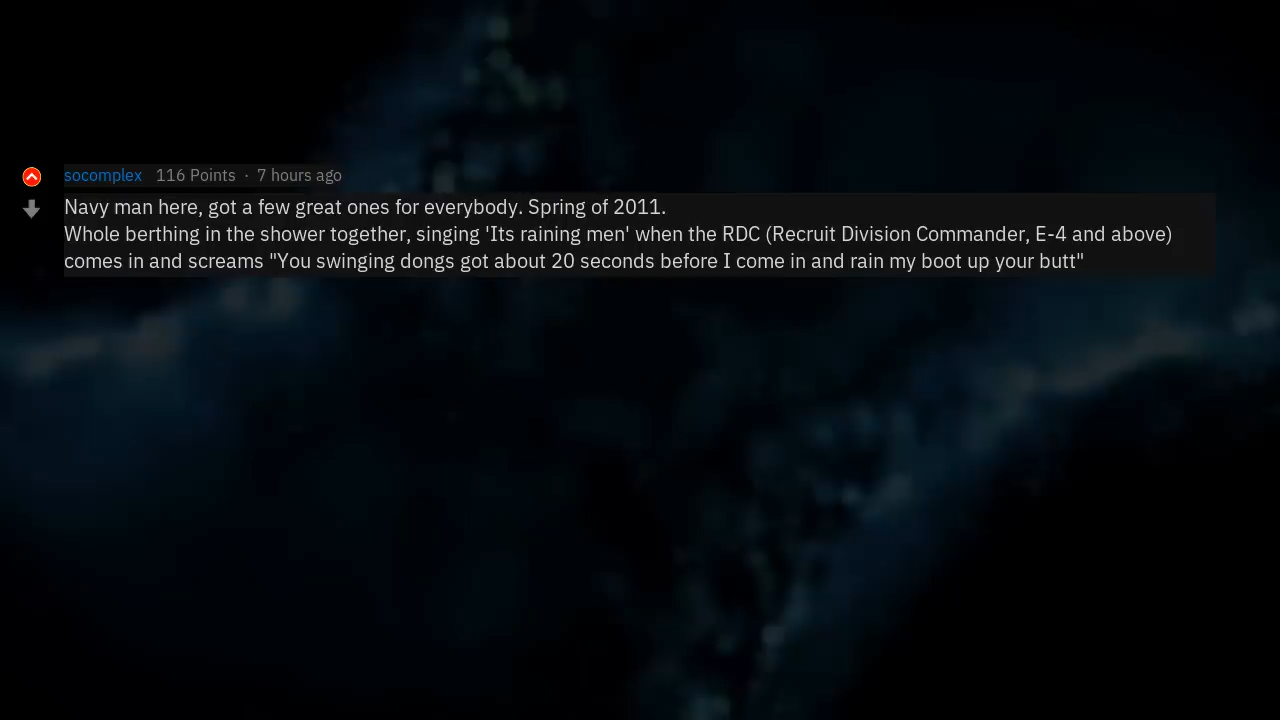 socomplex 116 Points · 7 hours ago
Navy man here, got a few great ones for everybody. Spring of 2011.
Whole berthing in the shower together, singing 'Its raining men' when the RDC (Recruit Division Commander, E-4 and above)
comes in and screams "You swinging dongs got about 20 seconds before I come in and rain my boot up your butt"